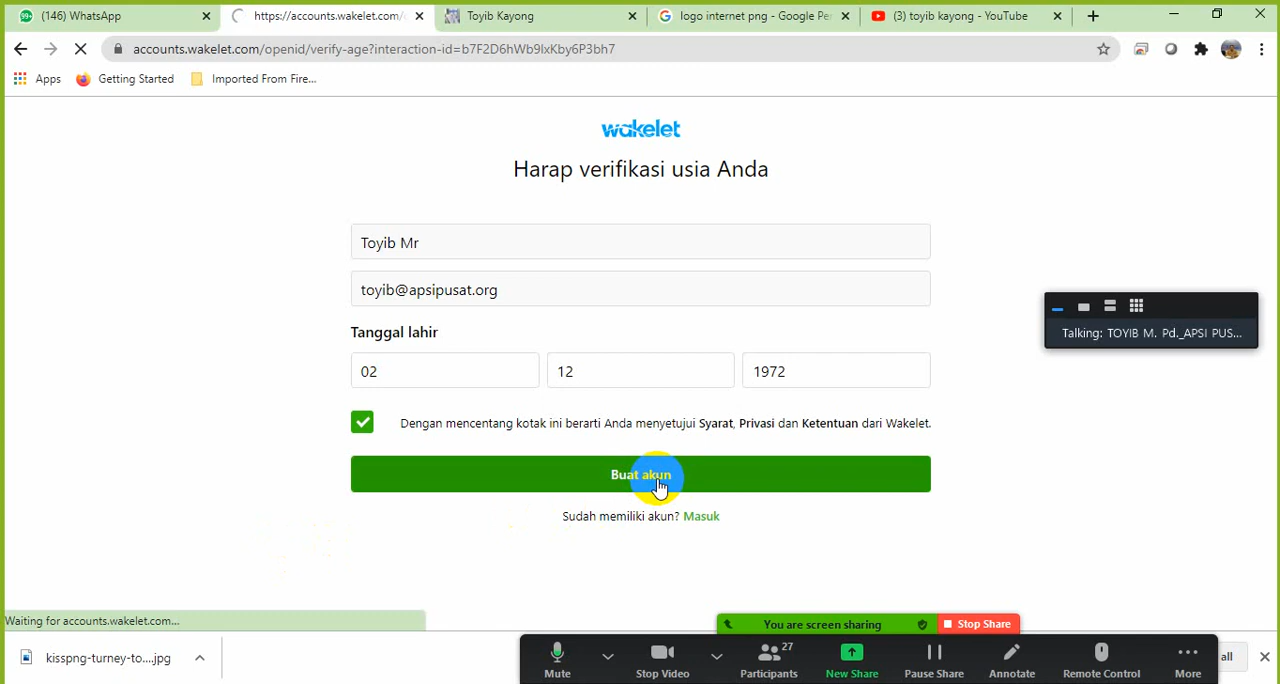 99+ (146) WhatsApp
https://accounts.wakelet.com/
Toyib Kayong
logo internet png - Google Pe
(3) toyib kayong - YouTube
accounts.wakelet.com/openid/verify-age?interaction-id=b7F2D6hWb9lxKby6P3bh7
Apps Getting Started Imported From Fire...
wakelet
Harap verifikasi usia Anda
Toyib Mr
toyib@apsipusat.org
Talking: TOYIB M. Pd._APSI PUS...
Tanggal lahir
02 12 1972
Dengan mencentang kotak ini berarti Anda menyetujui Syarat, Privasi dan Ketentuan dari Wakelet.
Buat akun
Sudah memiliki akun? Masuk
Waiting for accounts.wakelet.com...
You are screen sharing Stop Share
kisspng-turney-to....jpg
27
Mute Stop Video Participants New Share Pause Share Annotate Remote Control More
all